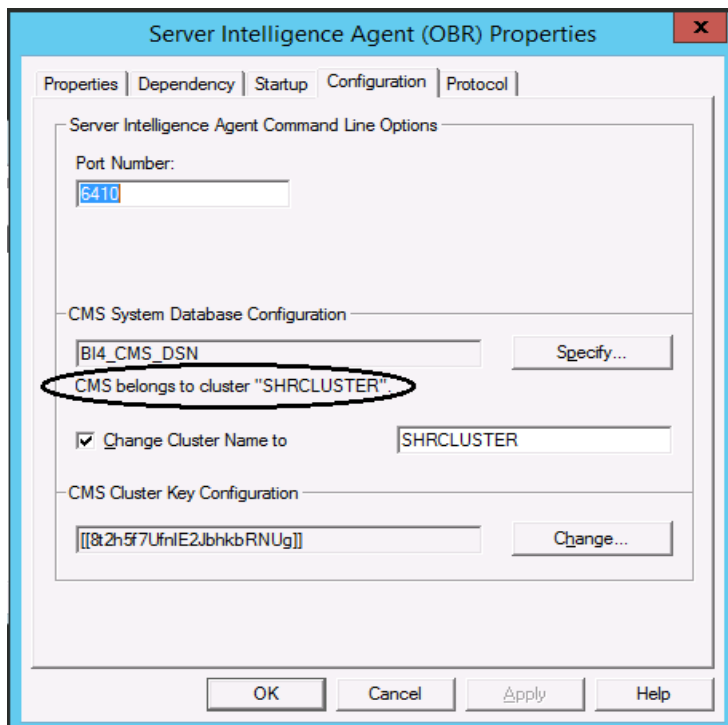 Server Intelligence Agent (OBR) Properties
x
Properties Dependency Startup Configuration Protocol
Server Intelligence Agent Command Line Options
Port Number:
6410
CMS System Database Configuration
BI4_CMS_DSN Specify...
CMS belongs to cluster "SHRCLUSTER".
Change Cluster Name to SHRCLUSTER
CMS Cluster Key Configuration
[[8t2h5f7UfnIE2JbhkbRNUg]] Change...
OK Cancel Apply Help